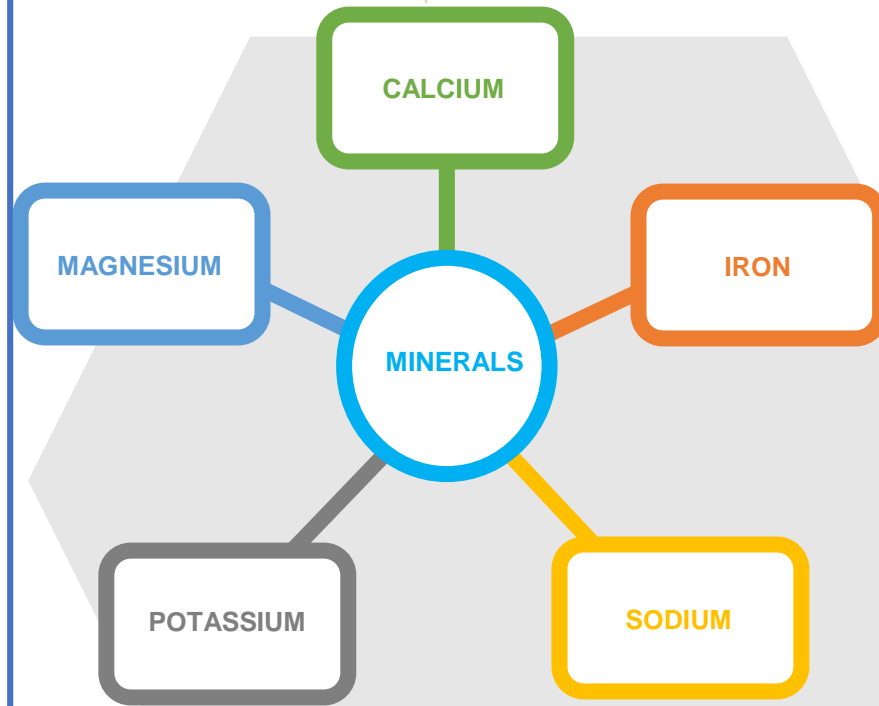 CALCIUM
MAGNESIUM
IRON
MINERALS
POTASSIUM
SODIUM